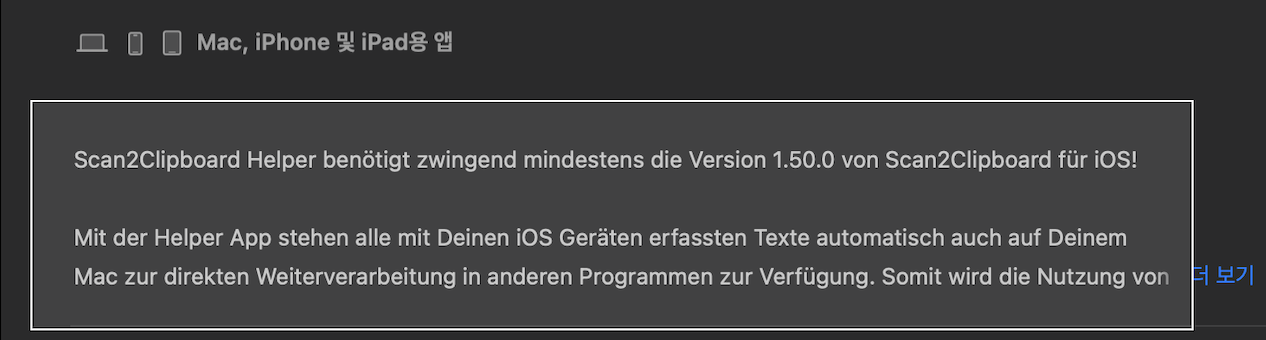 Mac, iPhone 및 iPad용 앱
Scan2Clipboard Helper benötigt zwingend mindestens die Version 1.50.0 von Scan2Clipboard für iOS!
Mit der Helper App stehen alle mit Deinen iOS Geräten erfassten Texte automatisch auch auf Deinem
Mac zur direkten Weiterverarbeitung in anderen Programmen zur Verfügung. Somit wird die Nutzung von
더 보기